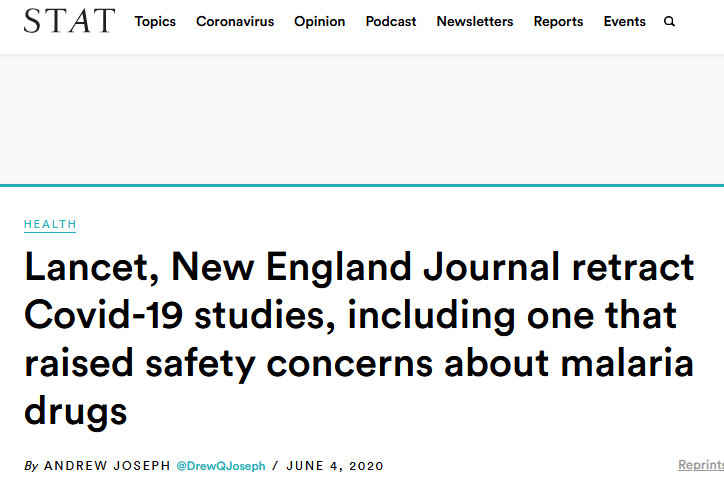 STAT Topics Coronavirus Opinion Podcast Newsletters Reports Events
HEALTH
Lancet, New England Journal retract
Covid-19 studies, including one that
raised safety concerns about malaria
drugs
By ANDREW JOSEPH @DrewQJoseph / JUNE 4, 2020 Reprints